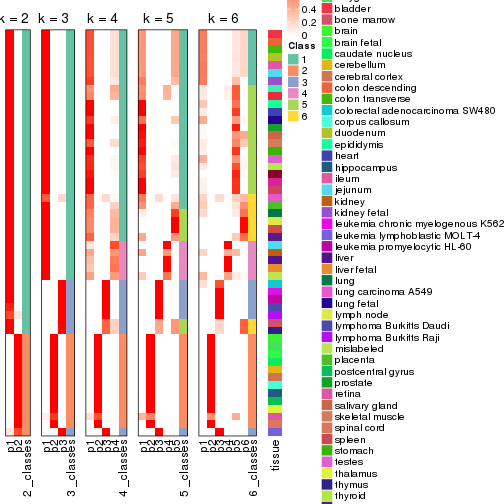 k = 2 k = 3 k = 4 k = 5 k = 6
0.4
0.2
0
Class
1
2
3
4
5
6
bladder
bone marrow
brain
brain fetal
caudate nucleus
cerebellum
cerebral cortex
colon descending
colon transverse
colorectal adenocarcinoma SW480
corpus callosum
duodenum
epididymis
heart
hippocampus
ileum
jejunum
kidney
kidney fetal
leukemia chronic myelogenous K562
leukemia lymphoblastic MOLT-4
leukemia promyelocytic HL-60
liver
liver fetal
lung
lung carcinoma A549
lung fetal
lymph node
lymphoma Burkitts Daudi
lymphoma Burkitts Raji
mislabeled
placenta
postcentral gyrus
prostate
retina
salivary gland
skeletal muscle
spinal cord
spleen
stomach
testes
thalamus
thymus
thyroid
p1
p2
2_classes
p1
p2
p3
3_classes
p1
p2
p3
p4
4_classes
p1
p2
p3
p4
p5
5_classes
p1
p2
p3
p4
p5
p6
6_classes
tissue